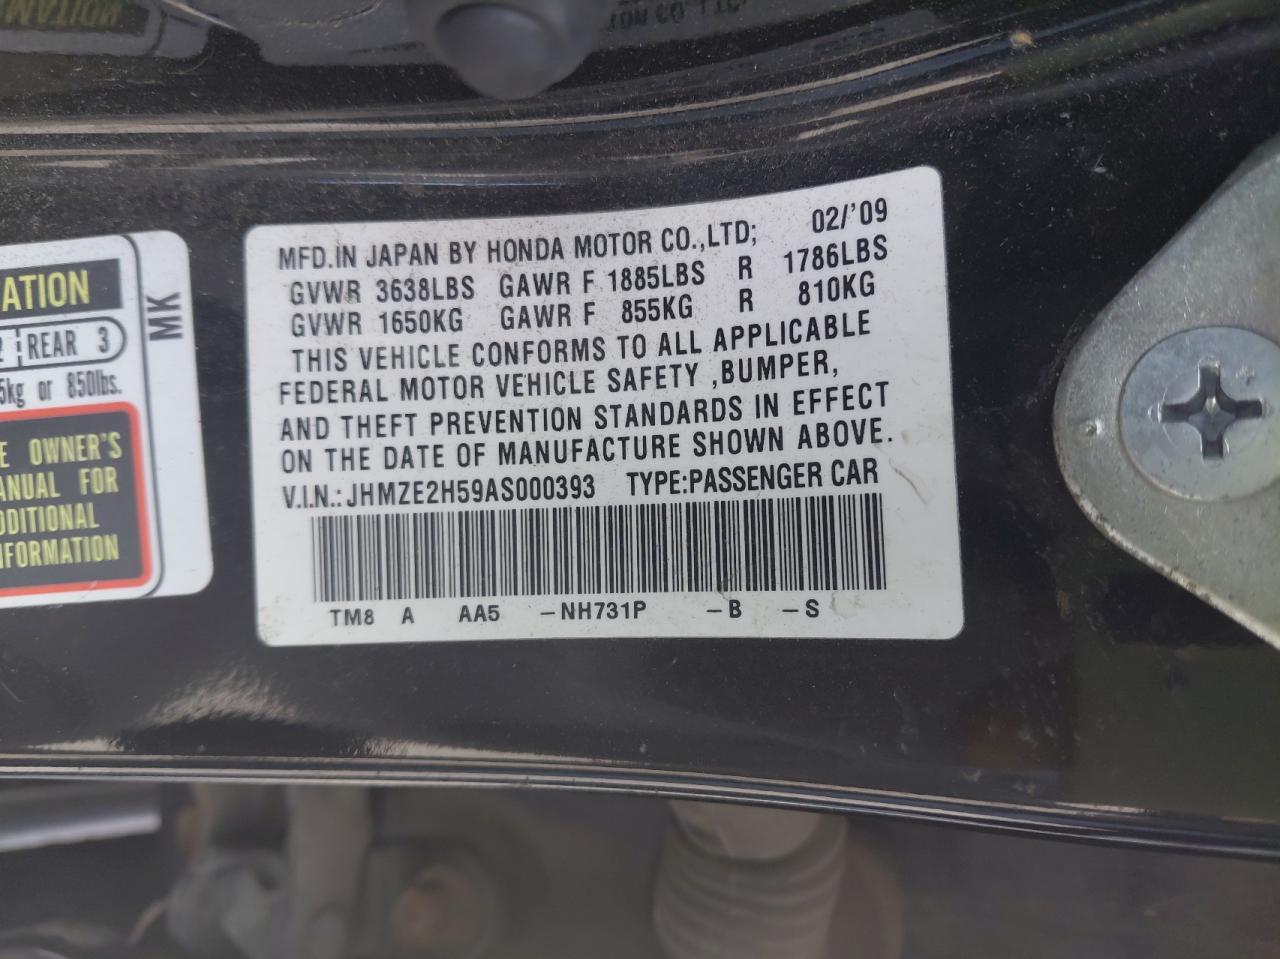 ATION
REAR 3
5kg or 850lbs.
E OWNER'S
ANUAL FOR
DDITIONAL
NFORMATION
MK
MFD.IN JAPAN BY HONDA MOTOR CO.,LTD; 02/'09
GVWR 3638LBS GAWR F 1885LBS R 1786LBS
GVWR 1650KG GAWR F 855KG R 810KG
THIS VEHICLE CONFORMS TO ALL APPLICABLE
FEDERAL MOTOR VEHICLE SAFETY ,BUMPER,
AND THEFT PREVENTION STANDARDS IN EFFECT
ON THE DATE OF MANUFACTURE SHOWN ABOVE.
V.I.N.: JHMZE2H59AS000393 TYPE:PASSENGER CAR
TM8 A AA5 –NH731P –B –S